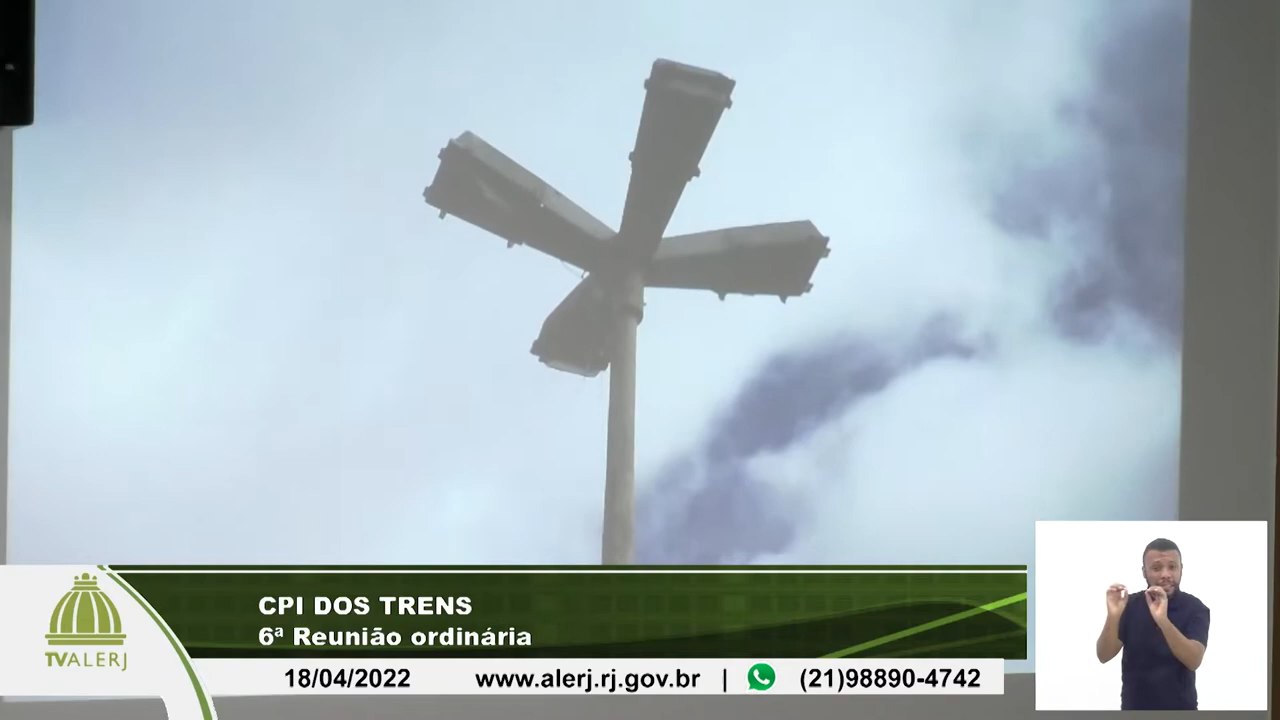 CPI DOS TRENS
6ª Reunião ordinária
TVALERJ
18/04/2022 www.alerj.rj.gov.br | (21)98890-4742